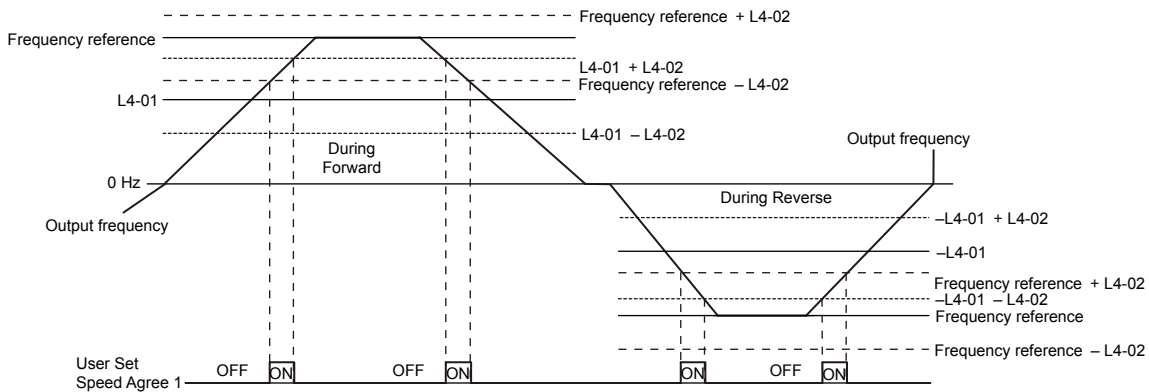 Frequency reference + L4-02
Frequency reference
L4-01 + L4-02
Frequency reference – L4-02
L4-01
L4-01 – L4-02
During
Forward
Output frequency
0 Hz
During Reverse
Output frequency
–L4-01 + L4-02
–L4-01
Frequency reference + L4-02
–L4-01 – L4-02
Frequency reference
Frequency reference – L4-02
User Set
Speed Agree 1
OFF ON OFF ON ON OFF ON